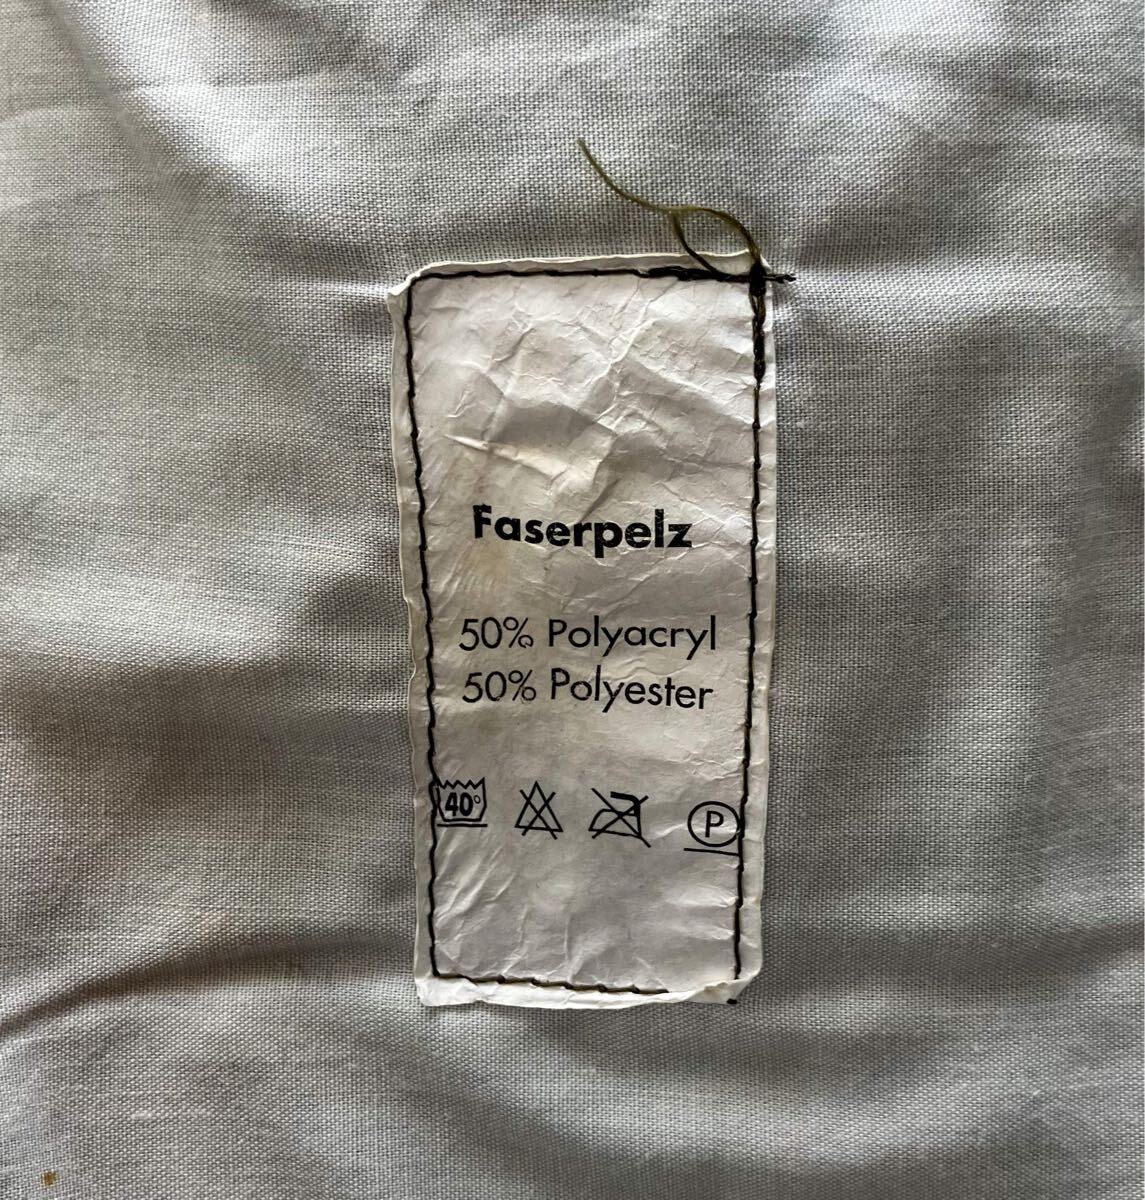 Faserpelz
50% Polyacryl
50% Polyester
40° P